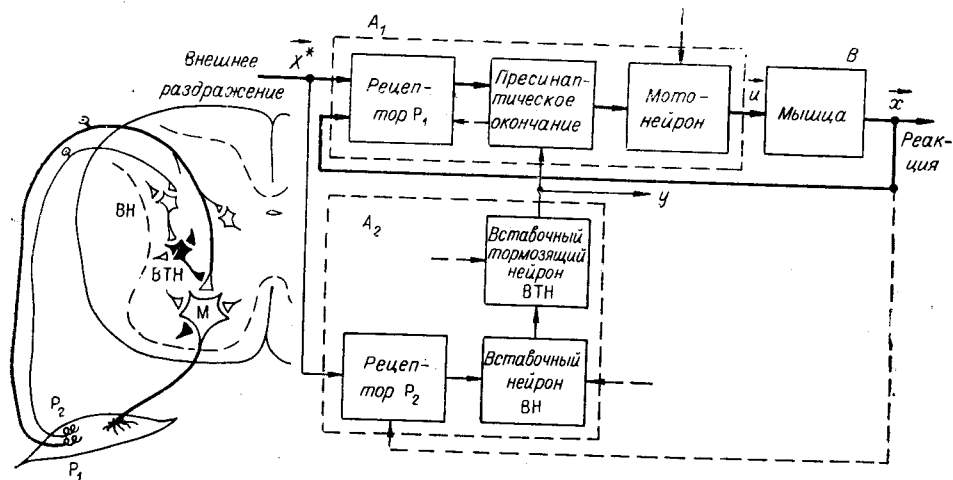 A₁
X*
Внешнее
раздражение
Рецеп-
тор P₁
Пресинап-
тическое
окончание
Мото-
нейрон
u
B
Мышца
x
Реак-
ция
y
A₂
Вставочный
тормозящий
нейрон
ВТН
Рецеп-
тор P₂
Вставочный
нейрон
ВН
ВН
ВТН
М
P₂
P₁